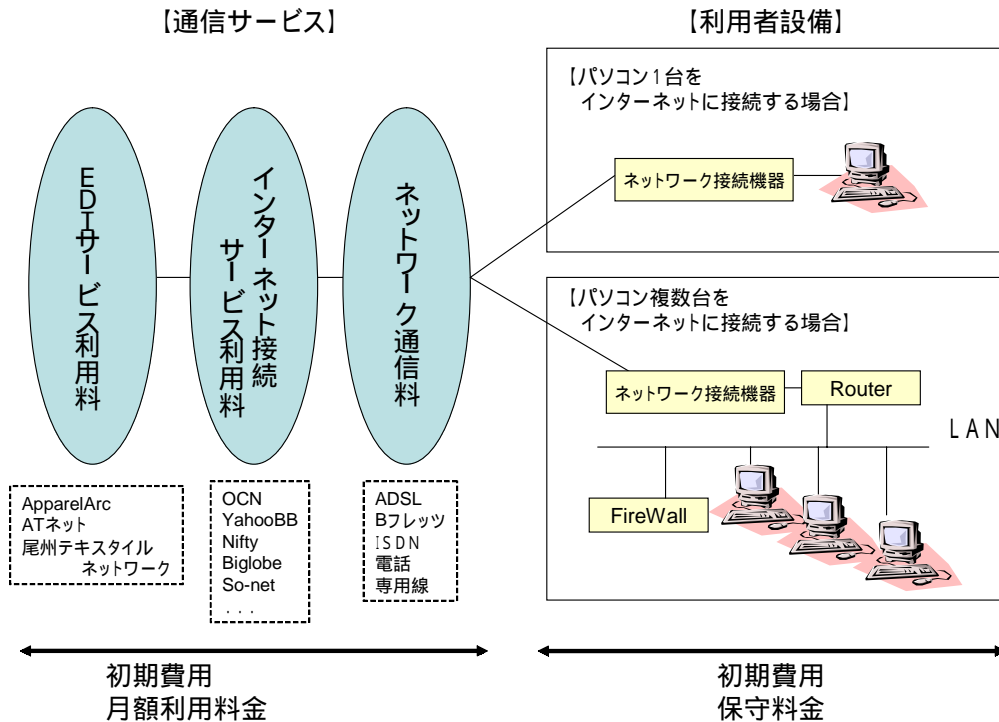 【通信サービス】
【利用者設備】
EDIサービス利用料
インターネット接続
サービス利用料
ネットワーク通信料
ApparelArc
ATネット
尾州テキスタイル
ネットワーク
OCN
YahooBB
Nifty
Biglobe
So-net
...
ADSL
Bフレッツ
ISDN
電話
専用線
初期費用
月額利用料金
【パソコン1台を
インターネットに接続する場合】
ネットワーク接続機器
【パソコン複数台を
インターネットに接続する場合】
ネットワーク接続機器
Router
LAN
FireWall
初期費用
保守料金